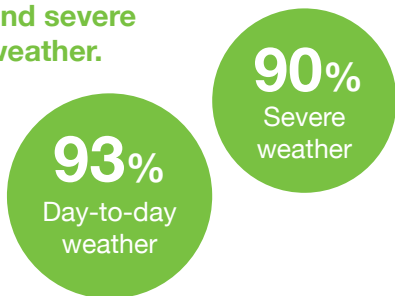 nd severe
weather.
90%
Severe
weather
93%
Day-to-day
weather